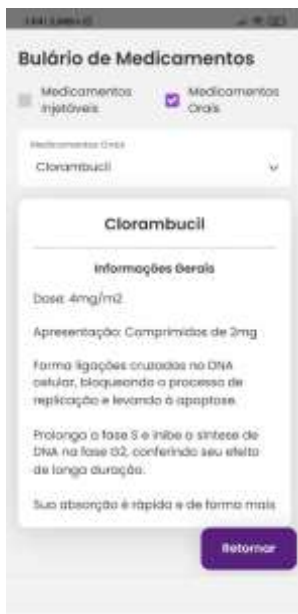 Bulário de Medicamentos
Medicamentos
Injetáveis
Medicamentos
Orais
Medicamentos Orais
Clorambucil
Clorambucil
Informações Gerais
Dose: 4mg/m2
Apresentação: Comprimidos de 2mg
Forma ligações cruzadas no DNA
celular, bloqueando o processo de
replicação e levando à apoptose.
Prolonga a fase S e inibe a síntese de
DNA na fase G2, conferindo seu efeito
de longa duração.
Sua absorção é rápida e de forma mais
Retornar